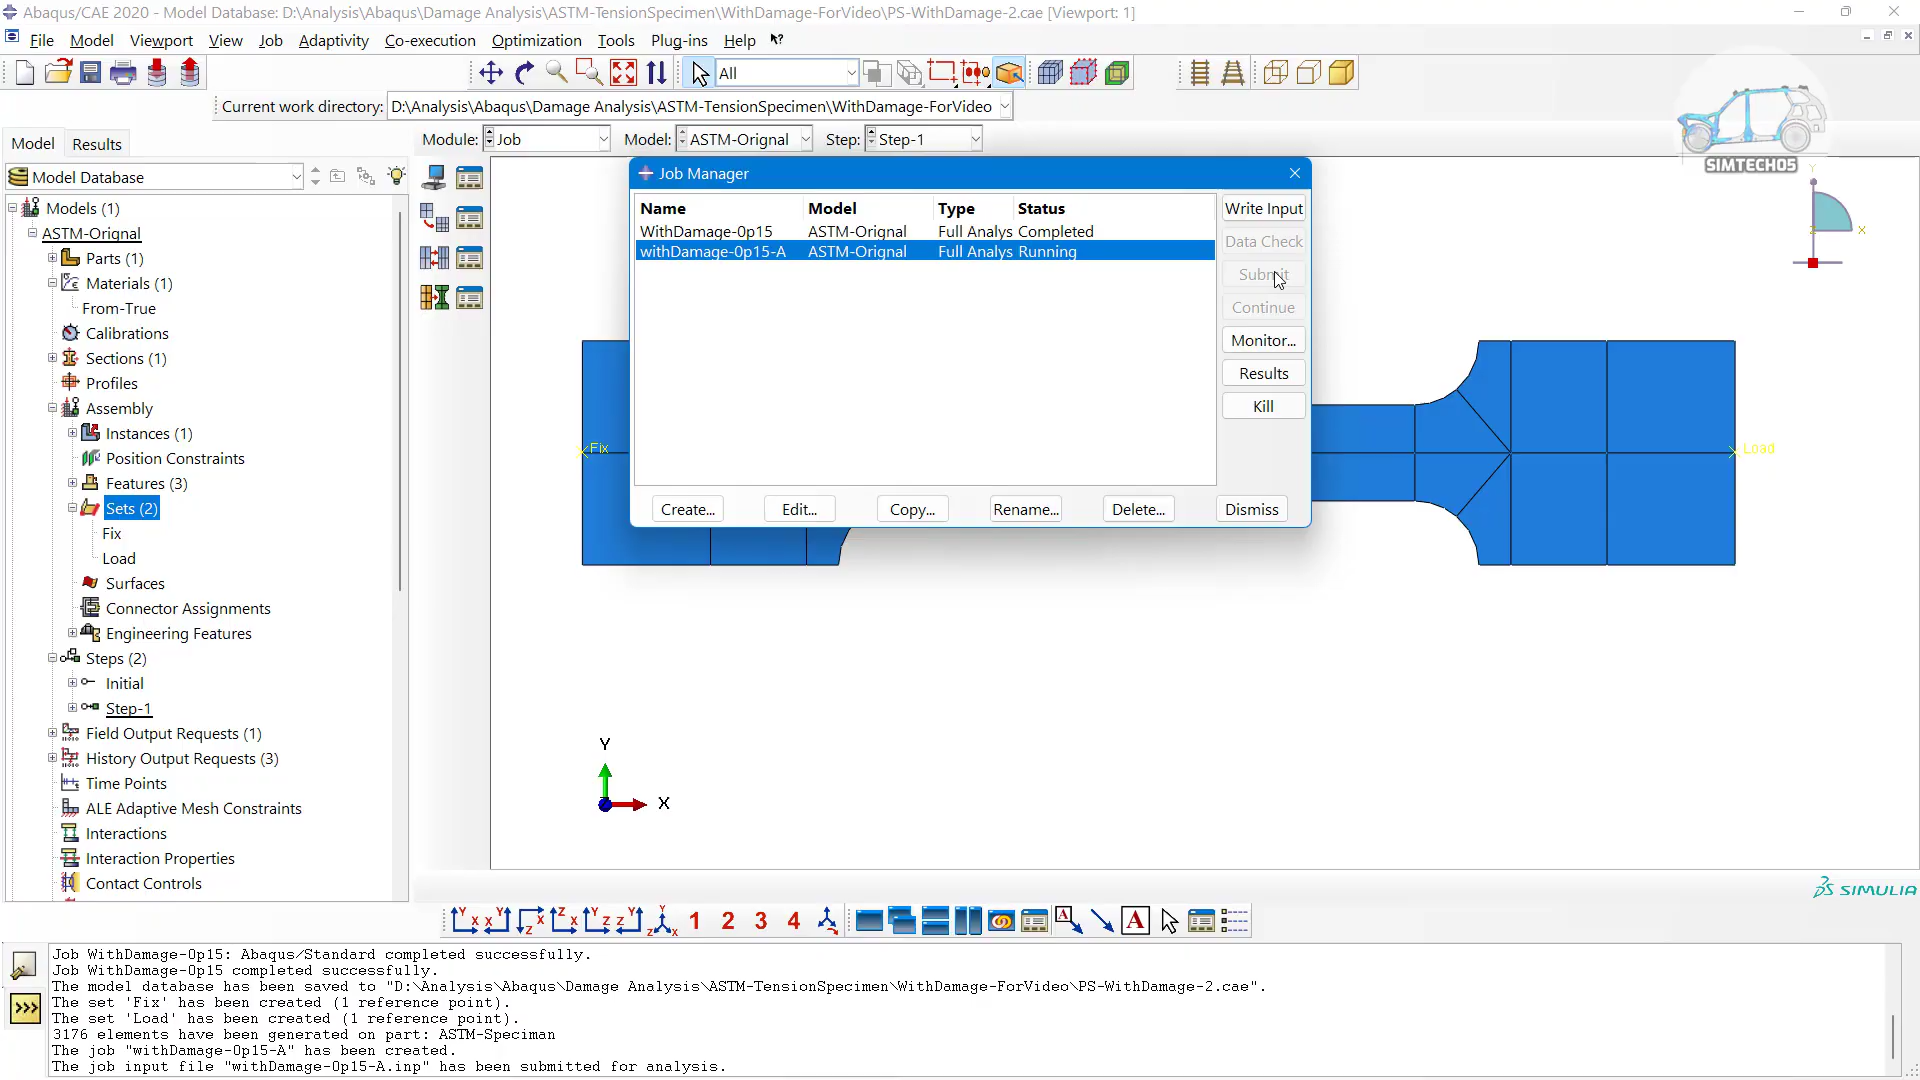 Abaqus/CAE 2020 - Model Database: D:\Analysis\Abaqus\Damage Analysis\ASTM-TensionSpecimen\WithDamage-ForVideo\PS-WithDamage-2.cae [Viewport: 1]
File Model Viewport View Job Adaptivity Co-execution Optimization Tools Plug-ins Help
All
Current work directory: D:\Analysis\Abaqus\Damage Analysis\ASTM-TensionSpecimen\WithDamage-ForVideo
Model Results
Module: Job Model: ASTM-Orignal Step: Step-1
SIMTECH05
Model Database
Models (1)
ASTM-Orignal
Parts (1)
Materials (1)
From-True
Calibrations
Sections (1)
Profiles
Assembly
Instances (1)
Position Constraints
Features (3)
Sets (2)
Fix
Load
Surfaces
Connector Assignments
Engineering Features
Steps (2)
Initial
Step-1
Field Output Requests (1)
History Output Requests (3)
Time Points
ALE Adaptive Mesh Constraints
Interactions
Interaction Properties
Contact Controls
Job Manager
Name Model Type Status
WithDamage-0p15 ASTM-Orignal Full Analys Completed
withDamage-0p15-A ASTM-Orignal Full Analys Running
Write Input
Data Check
Submit
Continue
Monitor...
Results
Kill
Create... Edit... Copy... Rename... Delete... Dismiss
Fix
Load
Y
X
Z
X
Y
X
SIMULIA
1 2 3 4
A
A
Job WithDamage-0p15: Abaqus/Standard completed successfully.
Job WithDamage-0p15 completed successfully.
The model database has been saved to "D:\Analysis\Abaqus\Damage Analysis\ASTM-TensionSpecimen\WithDamage-ForVideo\PS-WithDamage-2.cae".
The set 'Fix' has been created (1 reference point).
The set 'Load' has been created (1 reference point).
3176 elements have been generated on part: ASTM-Speciman
The job "withDamage-0p15-A" has been created.
The job input file "withDamage-0p15-A.inp" has been submitted for analysis.